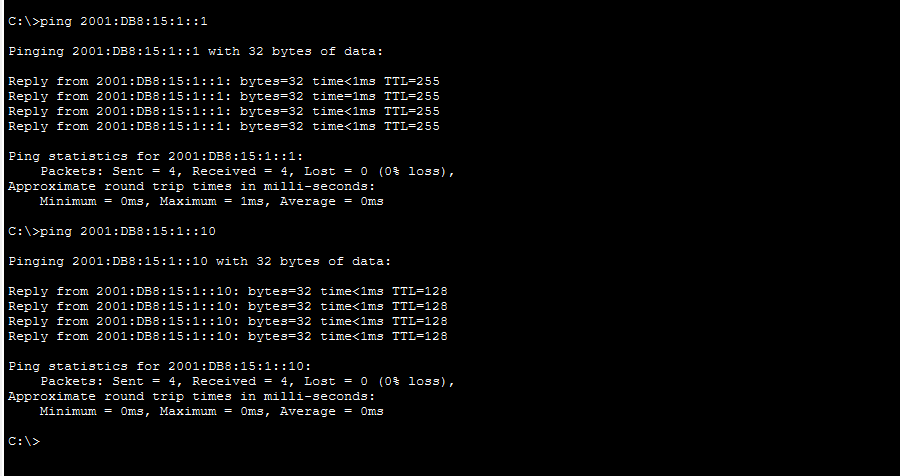 C:\>ping 2001:DB8:15:1::1
Pinging 2001:DB8:15:1::1 with 32 bytes of data:
Reply from 2001:DB8:15:1::1: bytes=32 time<1ms TTL=255
Reply from 2001:DB8:15:1::1: bytes=32 time=1ms TTL=255
Reply from 2001:DB8:15:1::1: bytes=32 time<1ms TTL=255
Reply from 2001:DB8:15:1::1: bytes=32 time<1ms TTL=255
Ping statistics for 2001:DB8:15:1::1:
    Packets: Sent = 4, Received = 4, Lost = 0 (0% loss),
Approximate round trip times in milli-seconds:
    Minimum = 0ms, Maximum = 1ms, Average = 0ms
C:\>ping 2001:DB8:15:1::10
Pinging 2001:DB8:15:1::10 with 32 bytes of data:
Reply from 2001:DB8:15:1::10: bytes=32 time<1ms TTL=128
Reply from 2001:DB8:15:1::10: bytes=32 time<1ms TTL=128
Reply from 2001:DB8:15:1::10: bytes=32 time<1ms TTL=128
Reply from 2001:DB8:15:1::10: bytes=32 time<1ms TTL=128
Ping statistics for 2001:DB8:15:1::10:
    Packets: Sent = 4, Received = 4, Lost = 0 (0% loss),
Approximate round trip times in milli-seconds:
    Minimum = 0ms, Maximum = 0ms, Average = 0ms
C:\>